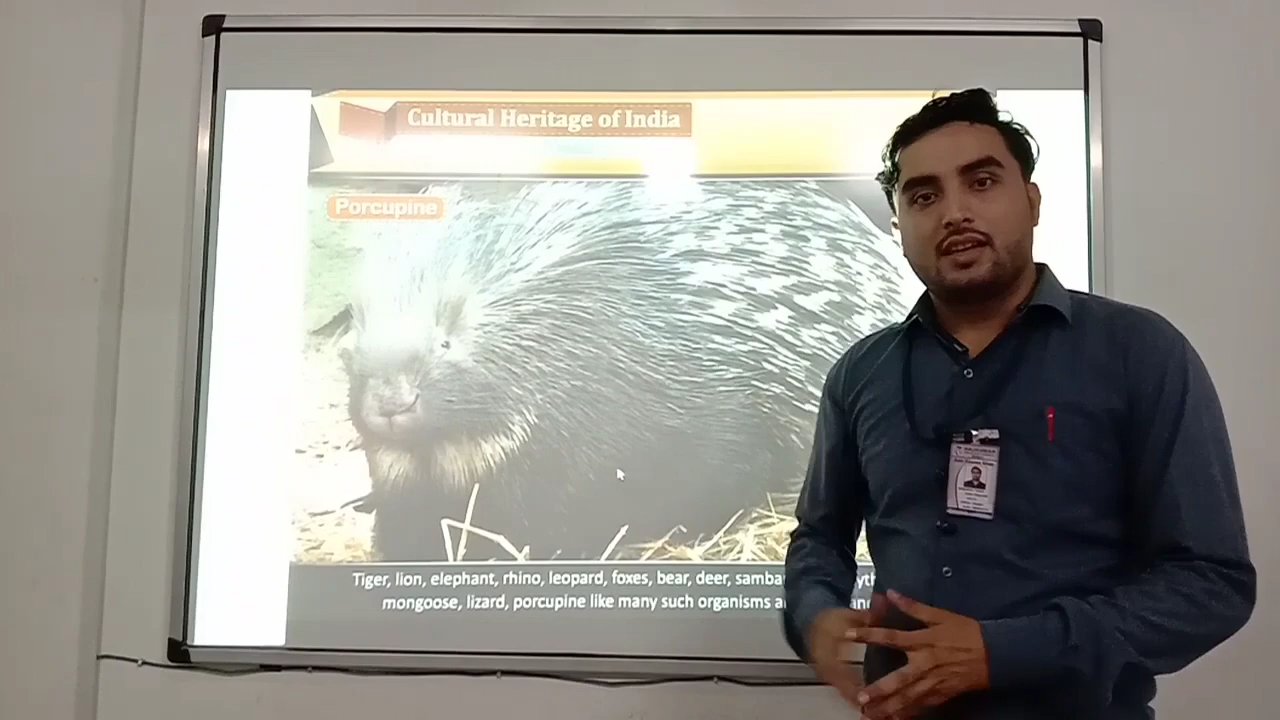 Cultural Heritage of India
Porcupine
Tiger, lion, elephant, rhino, leopard, foxes, bear, deer,
mongoose, lizard, porcupine like many such organisms